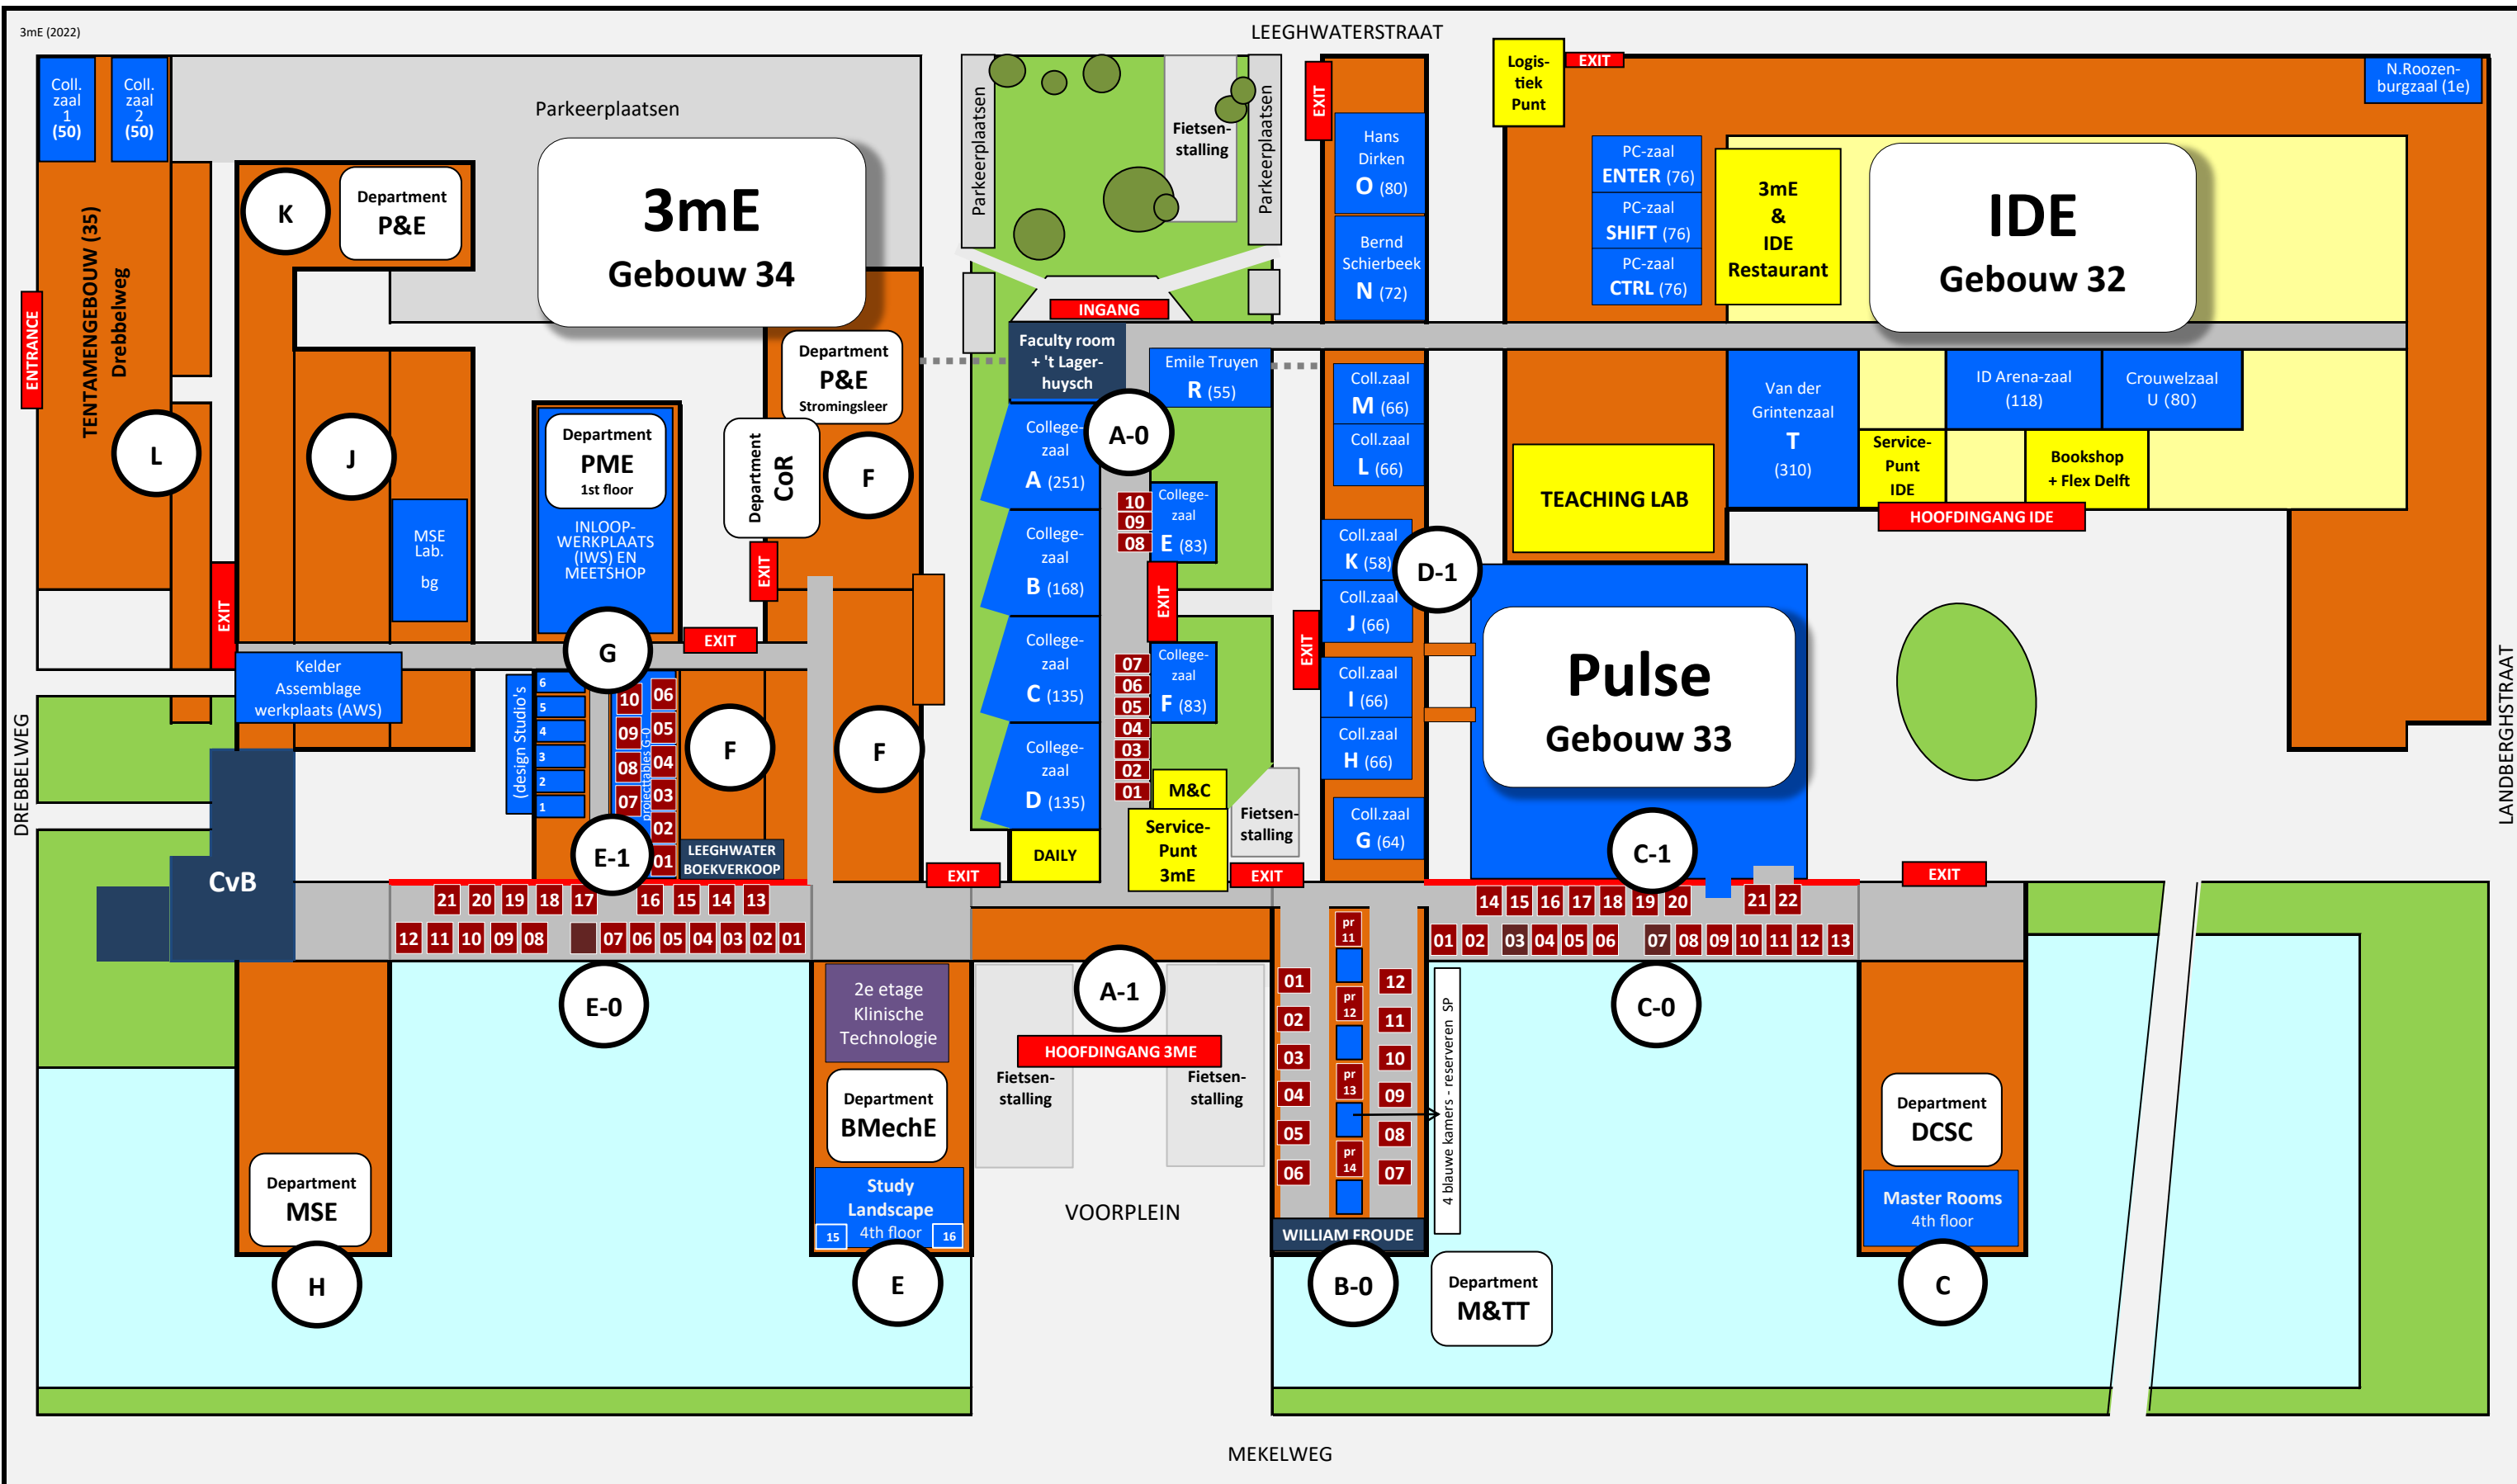 3mE (2022)
LEEGHWATERSTRAAT
Coll.
zaal
1
(50)
Coll.
zaal
2
(50)
Parkeerplaatsen
TENTAMENGEBOUW (35)
Drebbelweg
ENTRANCE
L
K
Department
P&E
3mE
Gebouw 34
J
MSE
Lab.
bg
EXIT
Department
PME
1st floor
INLOOP-
WERKPLAATS
(IWS) EN
MEETSHOP
Department
P&E
Stromingsleer
Department
CoR
F
EXIT
EXIT
G
Kelder
Assemblage
werkplaats (AWS)
(design Studio's
6
5
4
3
2
1
projectables G-0
10
09
08
07
06
05
04
03
02
01
F
F
E-1
LEEGHWATER
BOEKVERKOOP
CvB
DREBBELWEG
21
20
19
18
17
16
15
14
13
12
11
10
09
08
07
06
05
04
03
02
01
E-0
Department
MSE
H
2e etage
Klinische
Technologie
Department
BMechE
Study
Landscape
4th floor
15
16
E
Parkeerplaatsen
Fietsen-
stalling
Parkeerplaatsen
INGANG
Faculty room
+ 't Lager-
huysch
Emile Truyen
R (55)
A-0
College-
zaal
A (251)
College-
zaal
B (168)
College-
zaal
C (135)
College-
zaal
D (135)
10
09
08
College-
zaal
E (83)
EXIT
07
06
05
04
03
02
01
College-
zaal
F (83)
M&C
Service-
Punt
3mE
Fietsen-
stalling
DAILY
EXIT
EXIT
A-1
HOOFDINGANG 3ME
Fietsen-
stalling
Fietsen-
stalling
VOORPLEIN
EXIT
Hans
Dirken
O (80)
Bernd
Schierbeek
N (72)
Coll.zaal
M (66)
Coll.zaal
L (66)
Coll.zaal
K (58)
Coll.zaal
J (66)
Coll.zaal
I (66)
Coll.zaal
H (66)
Coll.zaal
G (64)
EXIT
D-1
pr
11
pr
12
pr
13
pr
14
01
02
03
04
05
06
12
11
10
09
08
07
WILLIAM FROUDE
B-0
4 blauwe kamers - reserveren SP
Department
M&TT
Logis-
tiek
Punt
EXIT
PC-zaal
ENTER (76)
PC-zaal
SHIFT (76)
PC-zaal
CTRL (76)
3mE
&
IDE
Restaurant
IDE
Gebouw 32
N.Roozen-
burgzaal (1e)
TEACHING LAB
Van der
Grintenzaal
T
(310)
ID Arena-zaal
(118)
Crouwelzaal
U (80)
Service-
Punt
IDE
Bookshop
+ Flex Delft
HOOFDINGANG IDE
Pulse
Gebouw 33
C-1
EXIT
14
15
16
17
18
19
20
21
22
01
02
03
04
05
06
07
08
09
10
11
12
13
C-0
Department
DCSC
Master Rooms
4th floor
C
LANDBERGHSTRAAT
MEKELWEG